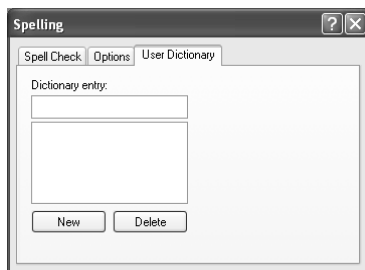 Spelling
Spell Check Options User Dictionary
Dictionary entry:
New Delete